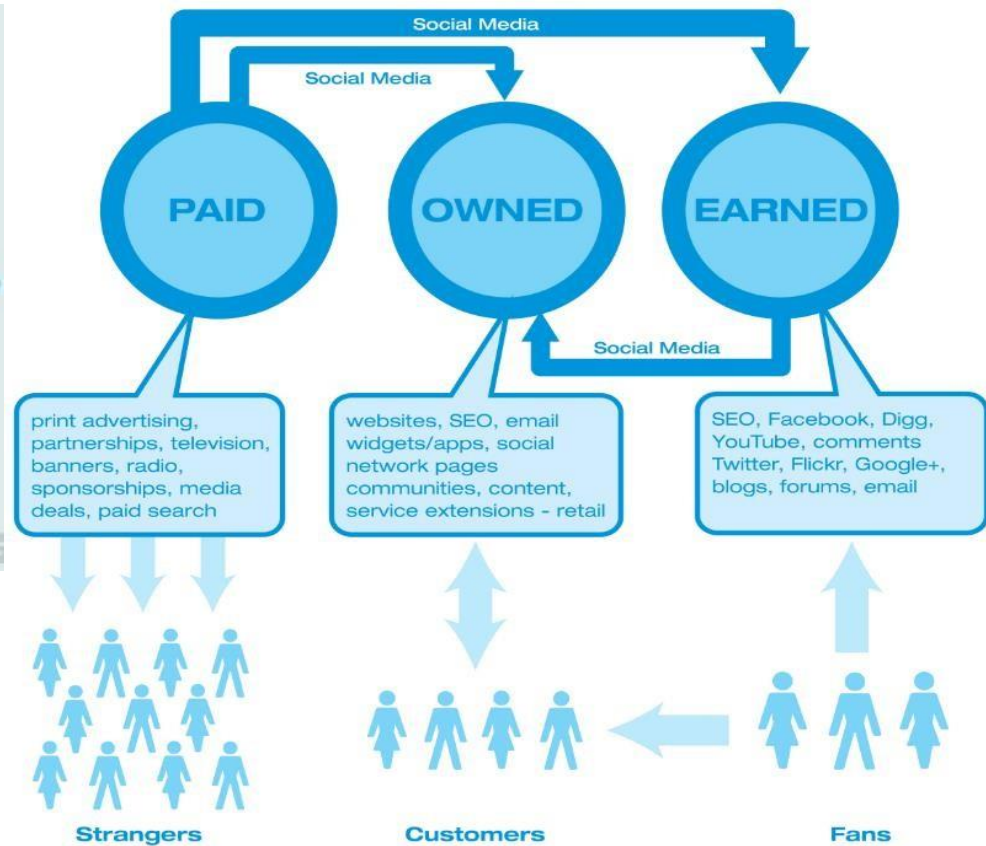 Social Media
Social Media
PAID
OWNED
EARNED
Social Media
print advertising,
partnerships, television,
banners, radio,
sponsorships, media
deals, paid search
websites, SEO, email
widgets/apps, social
network pages
communities, content,
service extensions - retail
SEO, Facebook, Digg,
YouTube, comments
Twitter, Flickr, Google+,
blogs, forums, email
Strangers
Customers
Fans